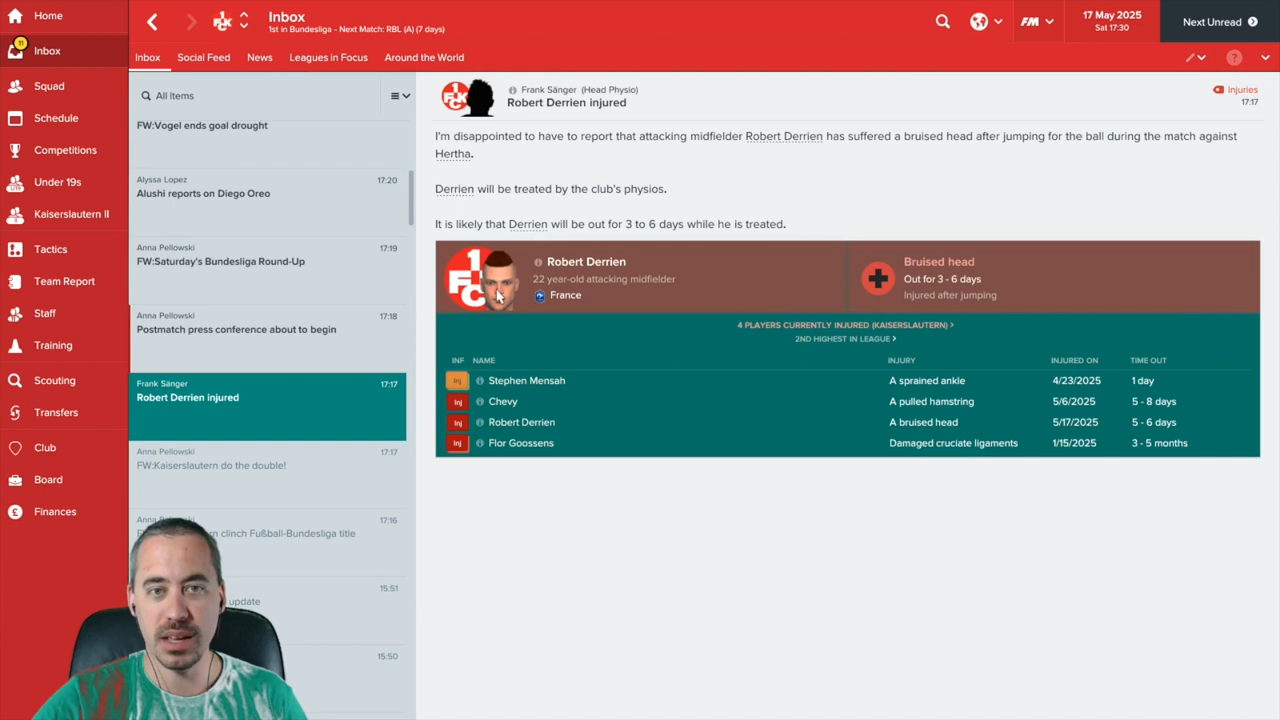 Home
Inbox
11
Squad
Schedule
Competitions
Under 19s
Kaiserslautern II
Tactics
Team Report
Staff
Training
Scouting
Transfers
Club
Board
Finances
Inbox
1st in Bundesliga - Next Match: RBL (A) (7 days)
FM
17 May 2025
Sat 17:30
Next Unread
Inbox
Social Feed
News
Leagues in Focus
Around the World
All Items
FW:Vogel ends goal drought
Alyssa Lopez 17:20
Alushi reports on Diego Oreo
Anna Pellowski 17:19
FW:Saturday's Bundesliga Round-Up
Anna Pellowski 17:18
Postmatch press conference about to begin
Frank Sänger 17:17
Robert Derrien injured
Anna Pellowski 17:17
FW:Kaiserslautern do the double!
Anna 17:16
clinch Fußball-Bundesliga title
15:51
update
15:50
Frank Sänger (Head Physio)
Robert Derrien injured
Injuries
17:17
I'm disappointed to have to report that attacking midfielder Robert Derrien has suffered a bruised head after jumping for the ball during the match against
Hertha.
Derrien will be treated by the club's physios.
It is likely that Derrien will be out for 3 to 6 days while he is treated.
Robert Derrien
22 year-old attacking midfielder
France
Bruised head
Out for 3 - 6 days
Injured after jumping
4 PLAYERS CURRENTLY INJURED (KAISERSLAUTERN) >
2ND HIGHEST IN LEAGUE >
INF NAME INJURY INJURED ON TIME OUT
Inj Stephen Mensah A sprained ankle 4/23/2025 1 day
Inj Chevy A pulled hamstring 5/6/2025 5 - 8 days
Inj Robert Derrien A bruised head 5/17/2025 5 - 6 days
Inj Flor Goossens Damaged cruciate ligaments 1/15/2025 3 - 5 months